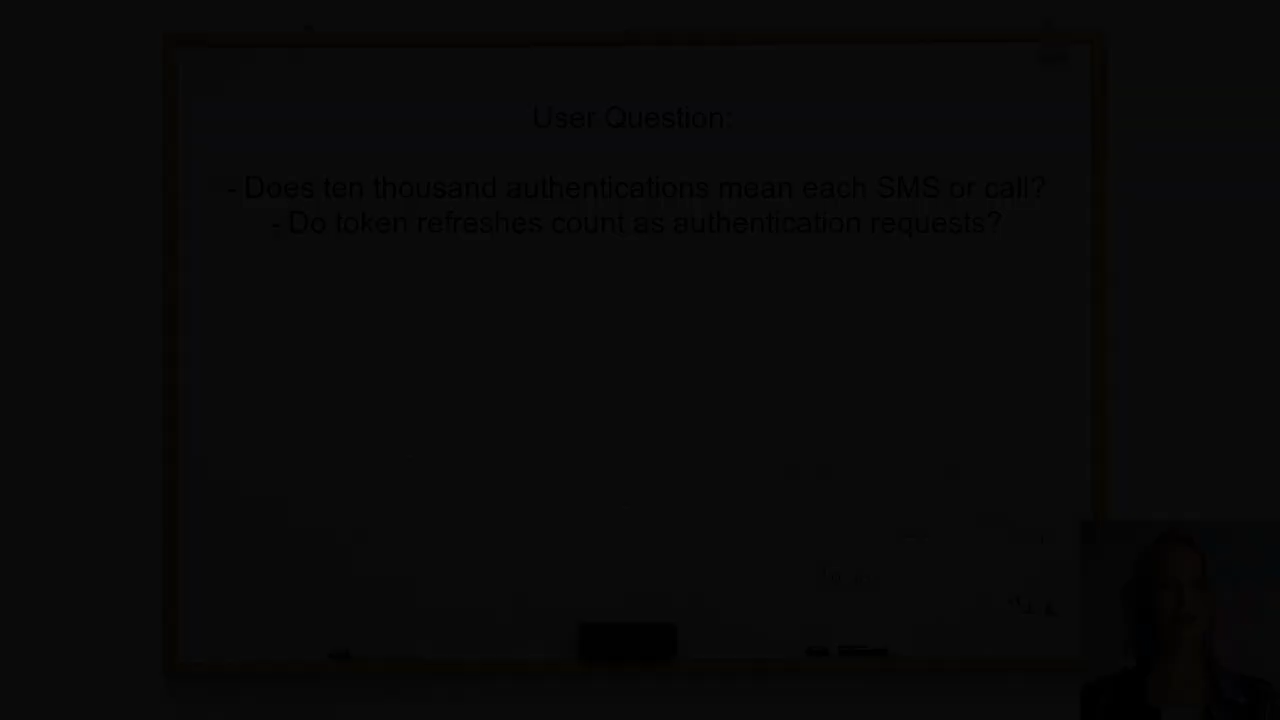 User Question:
- Does ten thousand authentications mean each SMS or call?
- Do token refreshes count as authentication requests?